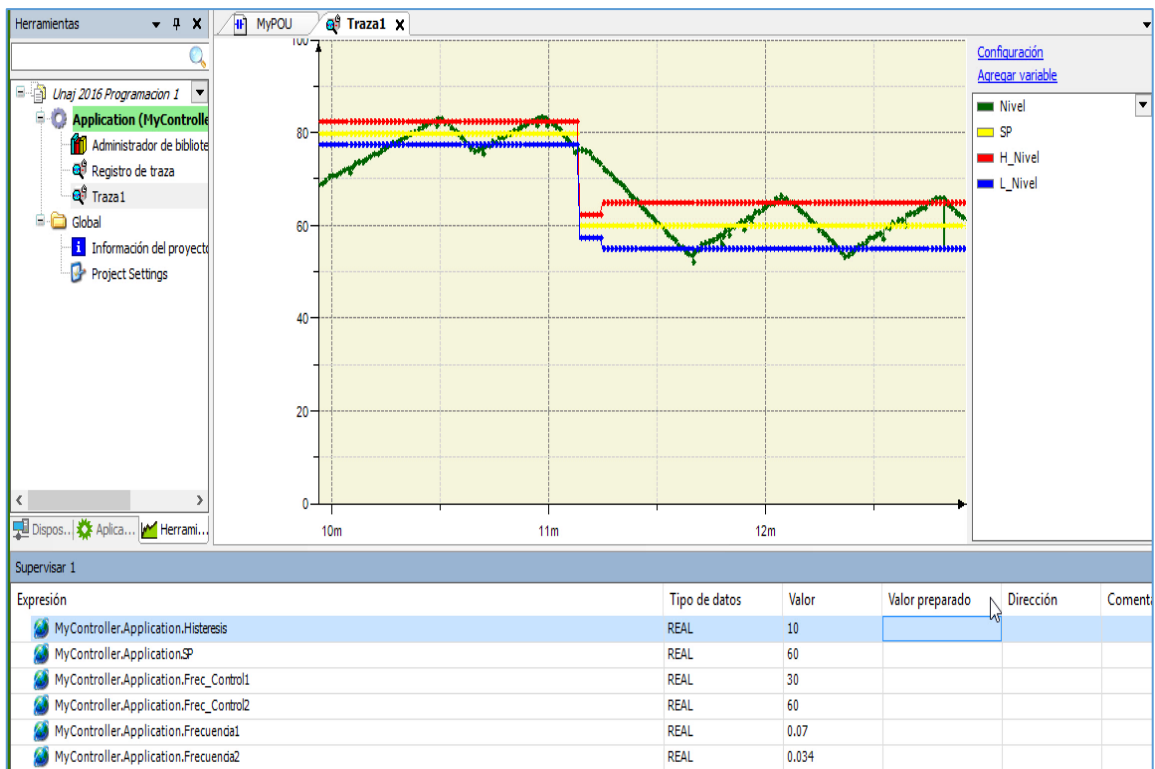 Herramientas
MyPOU
Traza1
Unaj 2016 Programacion 1
Application (MyControlle
Administrador de bibliote
Registro de traza
Traza1
Global
Información del proyecto
Project Settings
Dispos...
Aplica...
Herrami...
100
80
60
40
20
0
10m
11m
12m
Configuración
Agregar variable
Nivel
SP
H_Nivel
L_Nivel
Supervisar 1
Expresión Tipo de datos Valor Valor preparado Dirección Comenta
MyController.Application.Histeresis REAL 10
MyController.Application.SP REAL 60
MyController.Application.Frec_Control1 REAL 30
MyController.Application.Frec_Control2 REAL 60
MyController.Application.Frecuencia1 REAL 0.07
MyController.Application.Frecuencia2 REAL 0.034